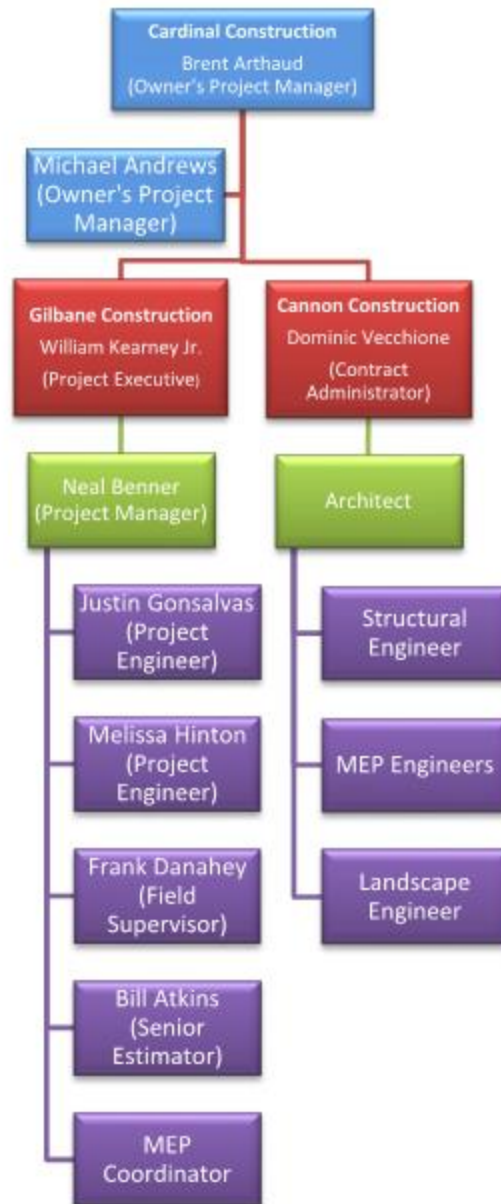 Cardinal Construction
Brent Arthaud
(Owner's Project Manager)
Michael Andrews
(Owner's Project
Manager)
Gilbane Construction
William Kearney Jr.
(Project Executive)
Cannon Construction
Dominic Vecchione
(Contract
Administrator)
Neal Benner
(Project Manager)
Architect
Justin Gonsalvas
(Project
Engineer)
Melissa Hinton
(Project
Engineer)
Frank Danahey
(Field
Supervisor)
Bill Atkins
(Senior
Estimator)
MEP
Coordinator
Structural
Engineer
MEP Engineers
Landscape
Engineer